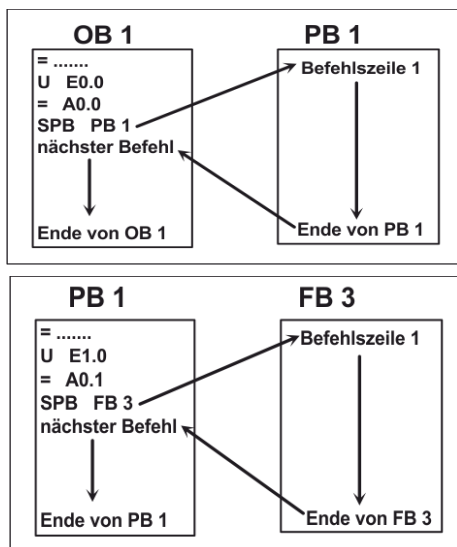 OB 1
PB 1
= .......
U E0.0
= A0.0
SPB PB 1
nächster Befehl
Ende von OB 1
Befehlszeile 1
Ende von PB 1
PB 1
FB 3
= .......
U E1.0
= A0.1
SPB FB 3
nächster Befehl
Ende von PB 1
Befehlszeile 1
Ende von FB 3